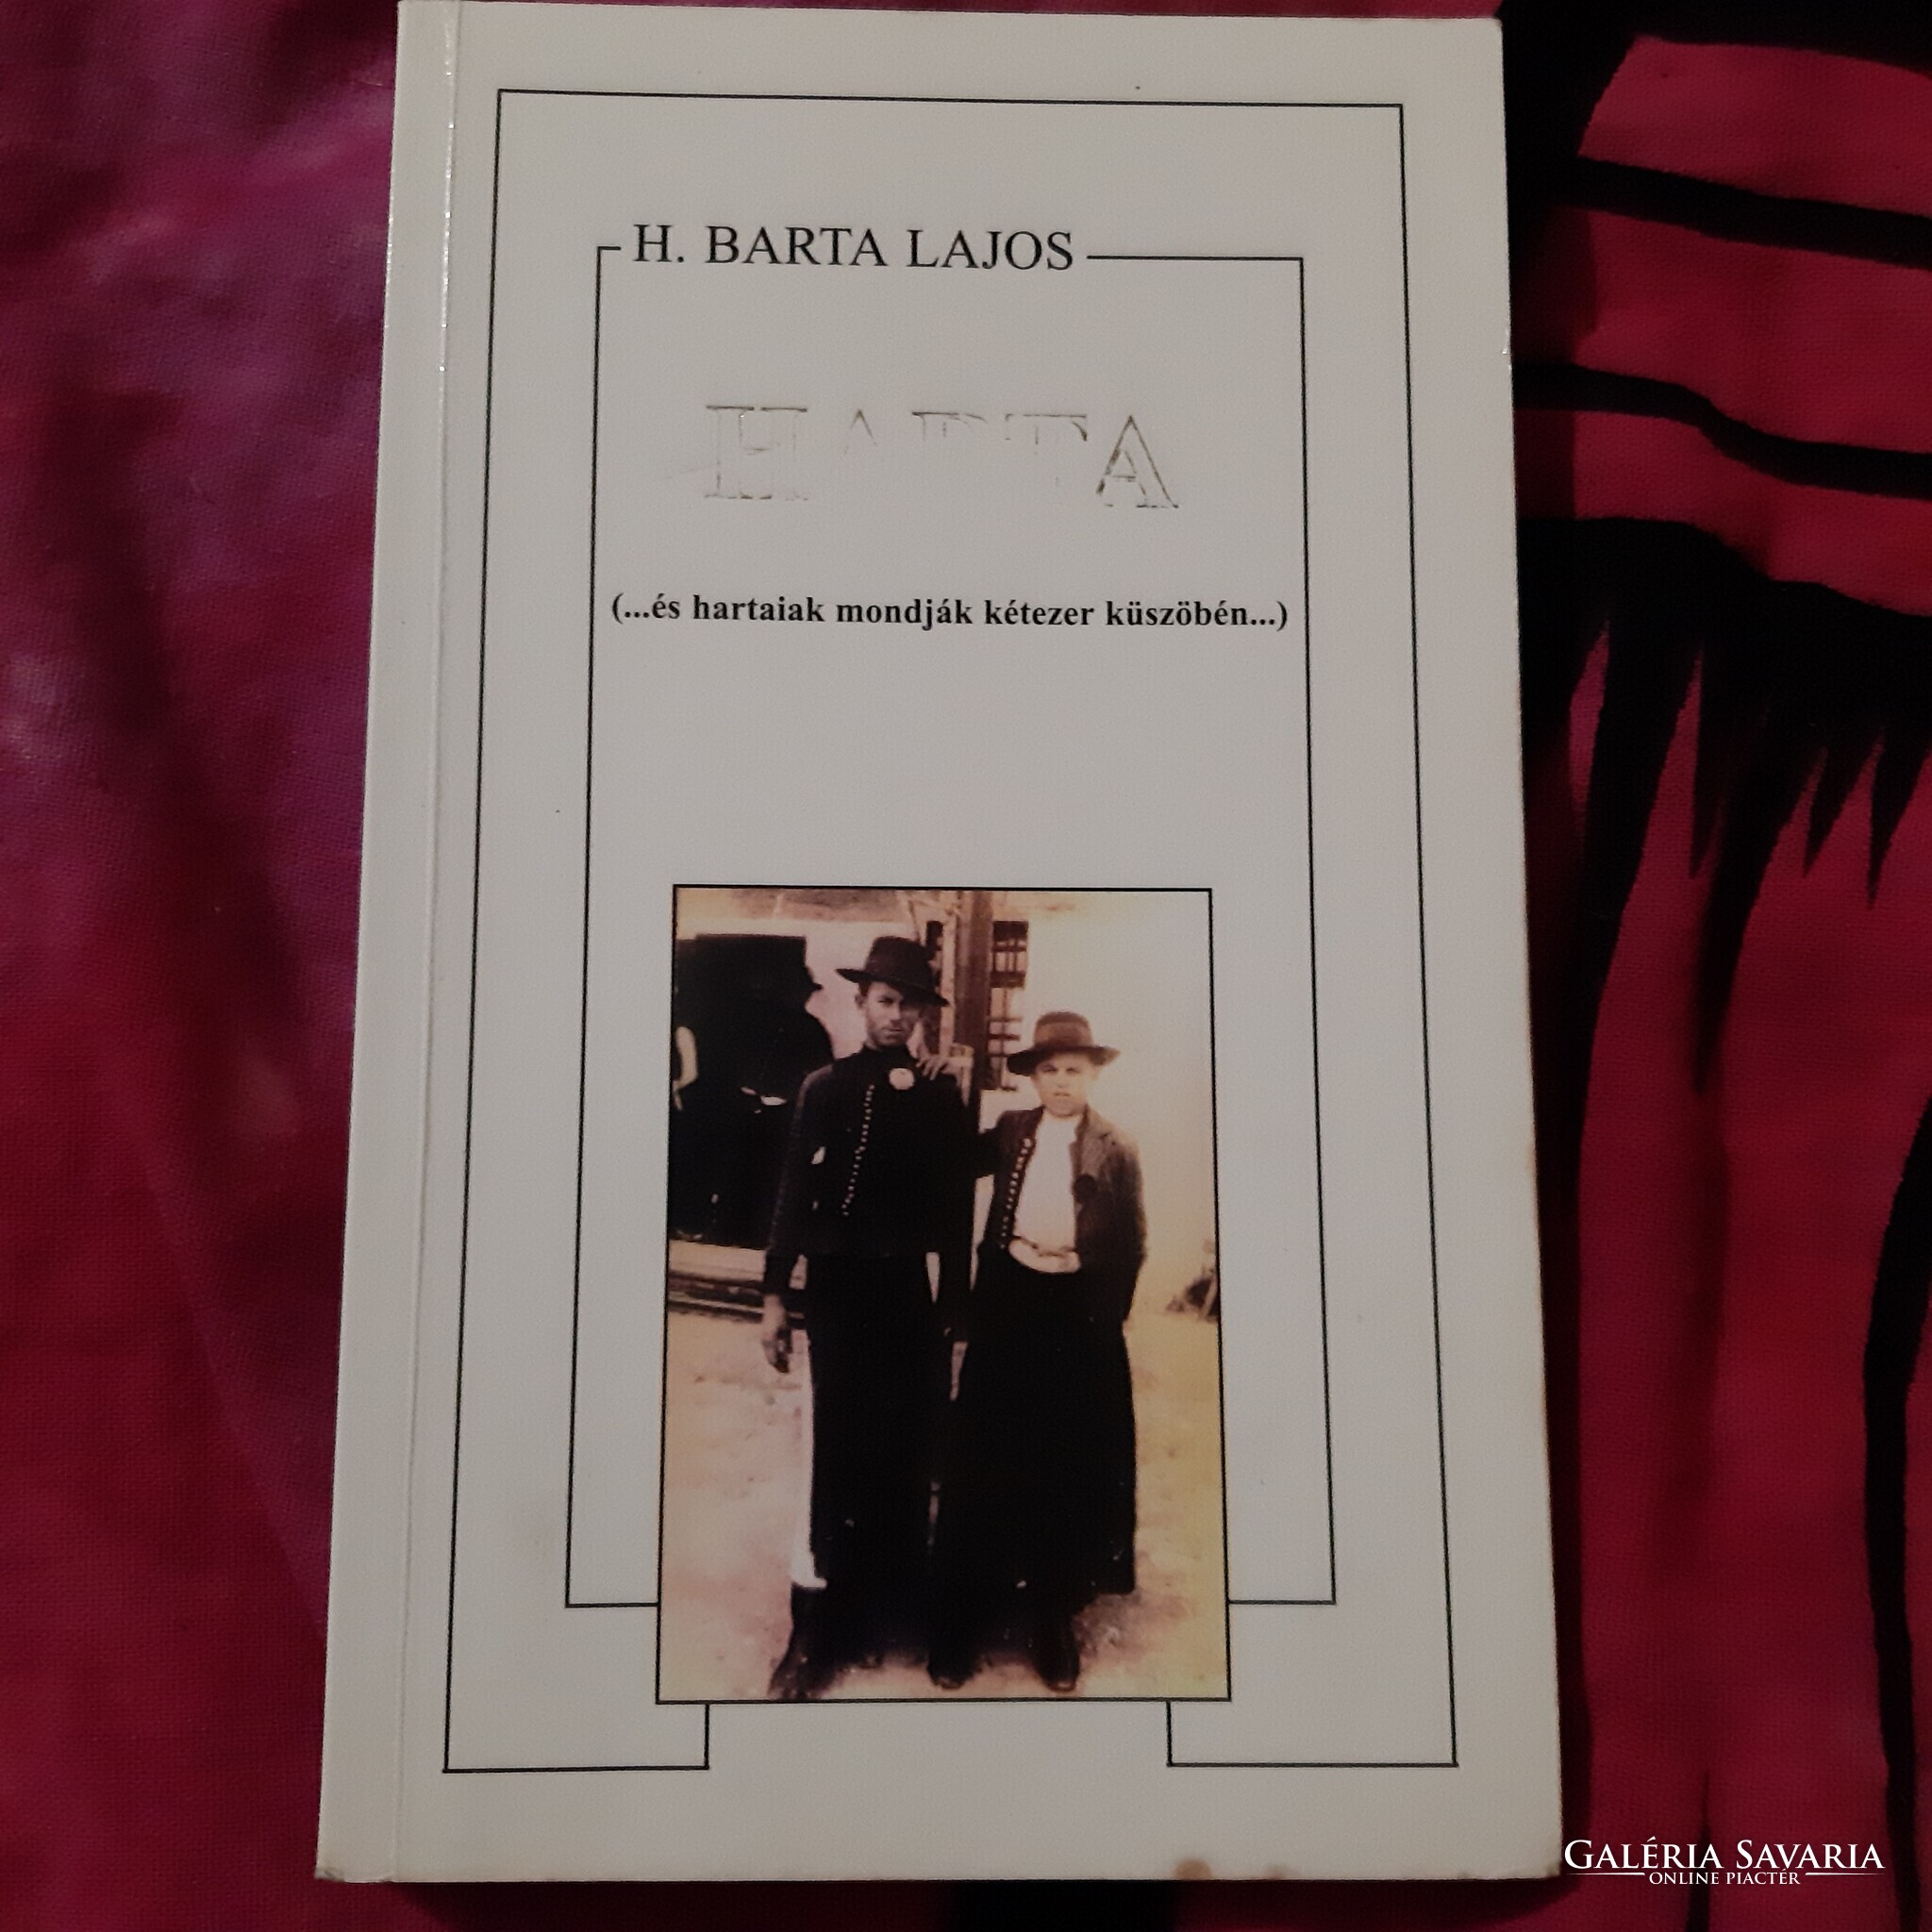 H. BARTA LAJOS
HARTA
(...és hartaiak mondják kétezer küszöbén...)
GALÉRIA SAVARIA
ONLINE PIACTÉR